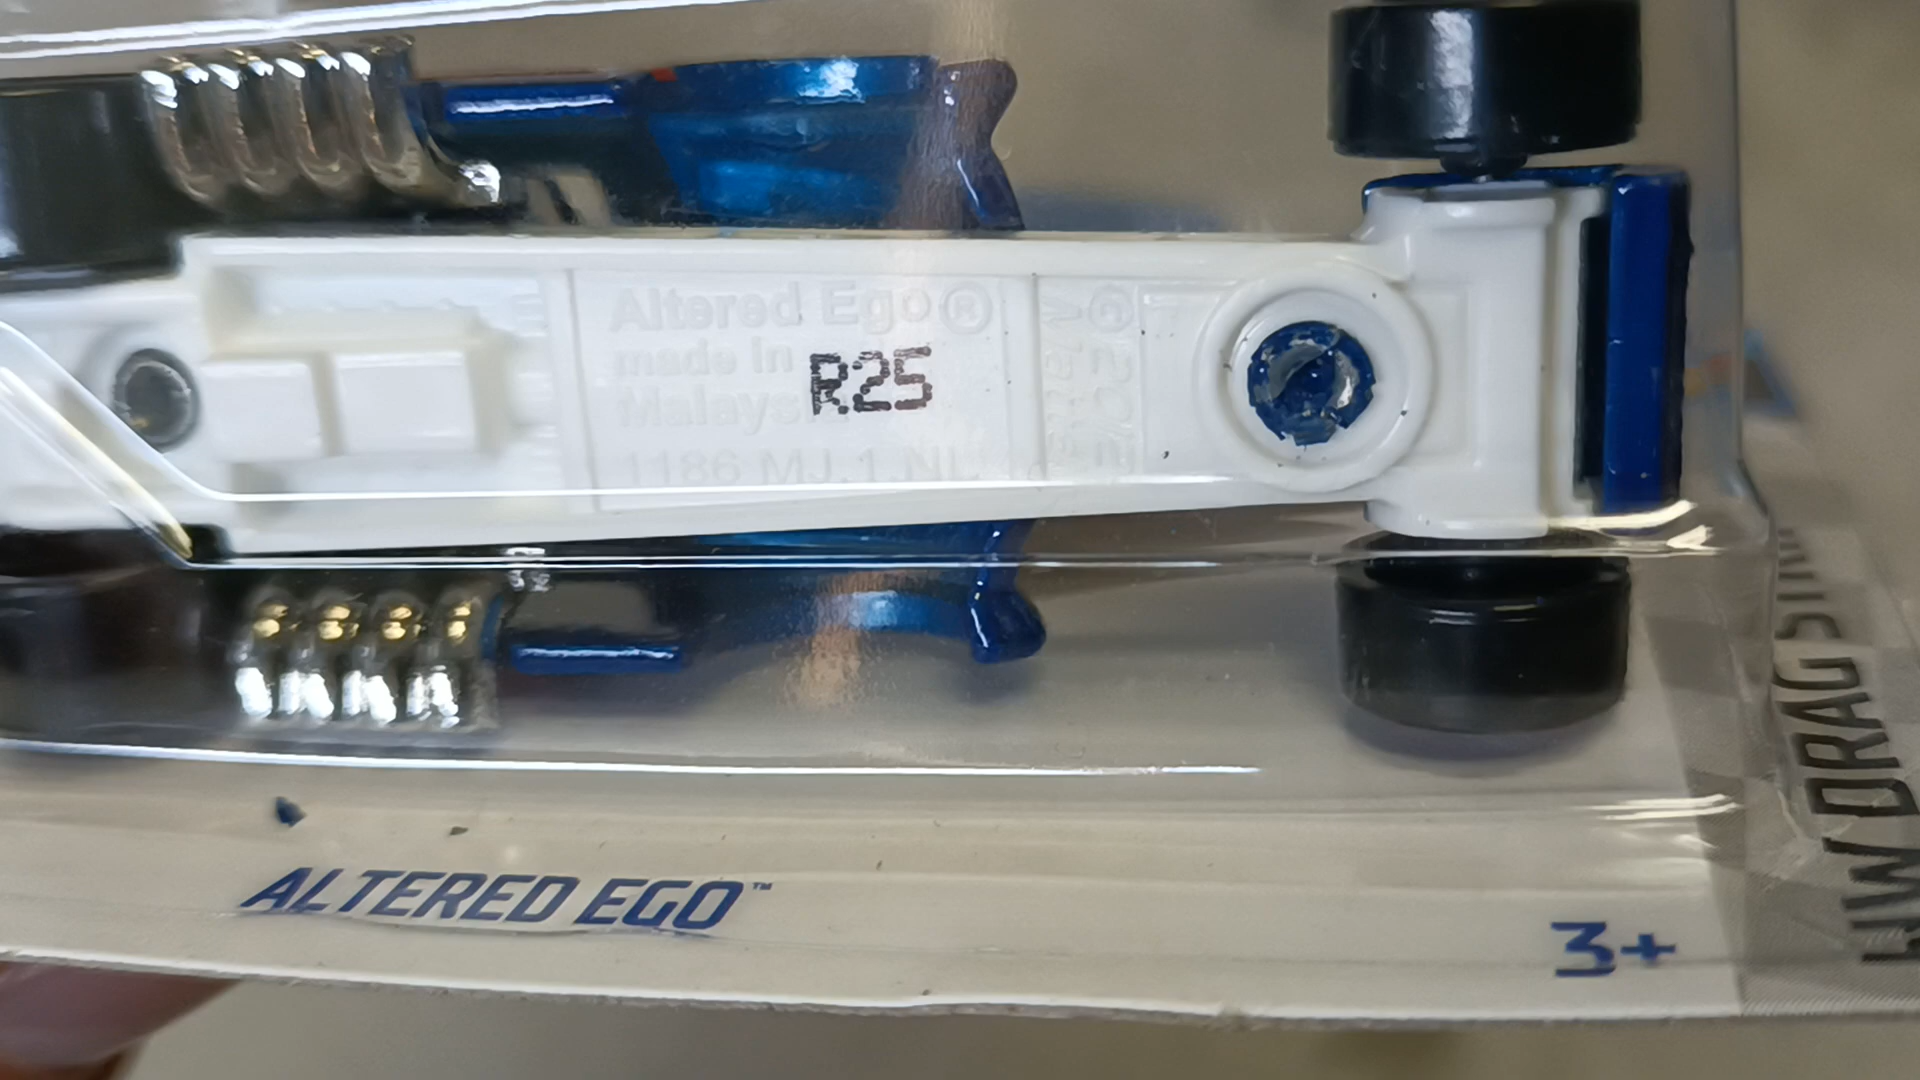 Altered Ego®
made in
Malaysia
R25
1186 MJ,1 NL
ALTERED EGO™
3+
HW DRAG STRIP